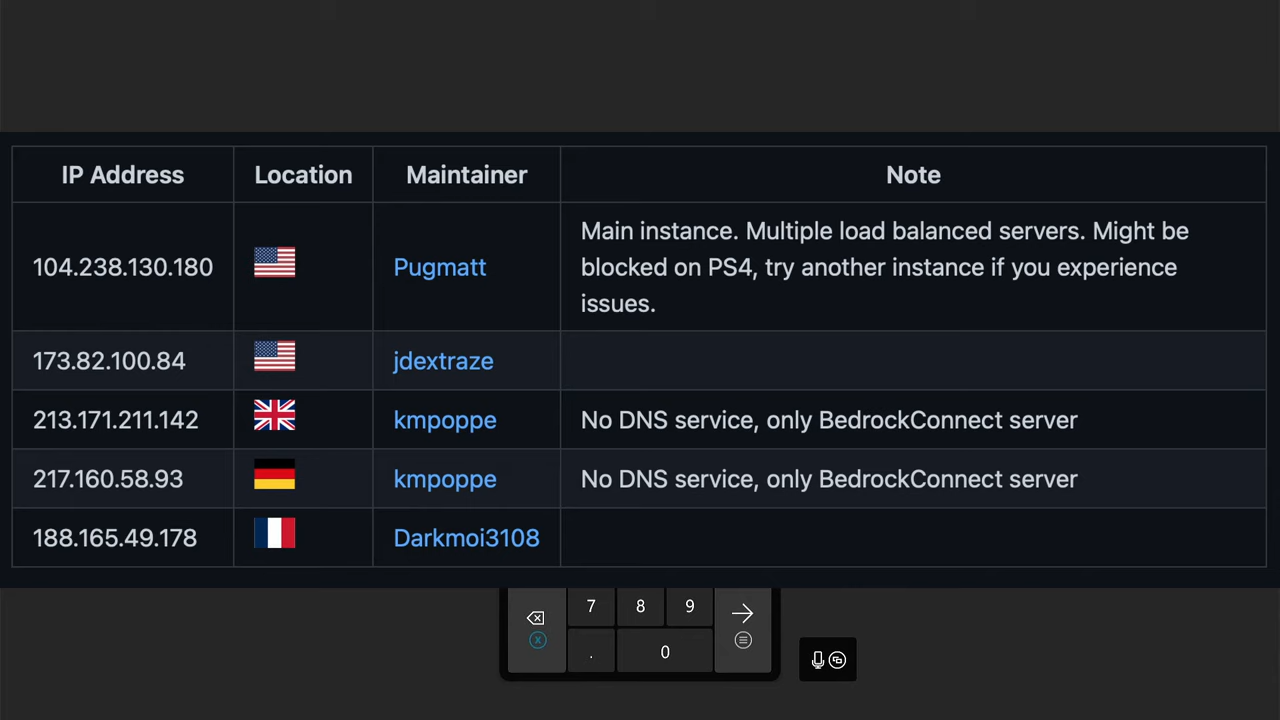 IP Address Location Maintainer Note
104.238.130.180 Pugmatt Main instance. Multiple load balanced servers. Might be
blocked on PS4, try another instance if you experience
issues.
173.82.100.84 jdextraze
213.171.211.142 kmpoppe No DNS service, only BedrockConnect server
217.160.58.93 kmpoppe No DNS service, only BedrockConnect server
188.165.49.178 Darkmoi3108
7 8 9
X . 0